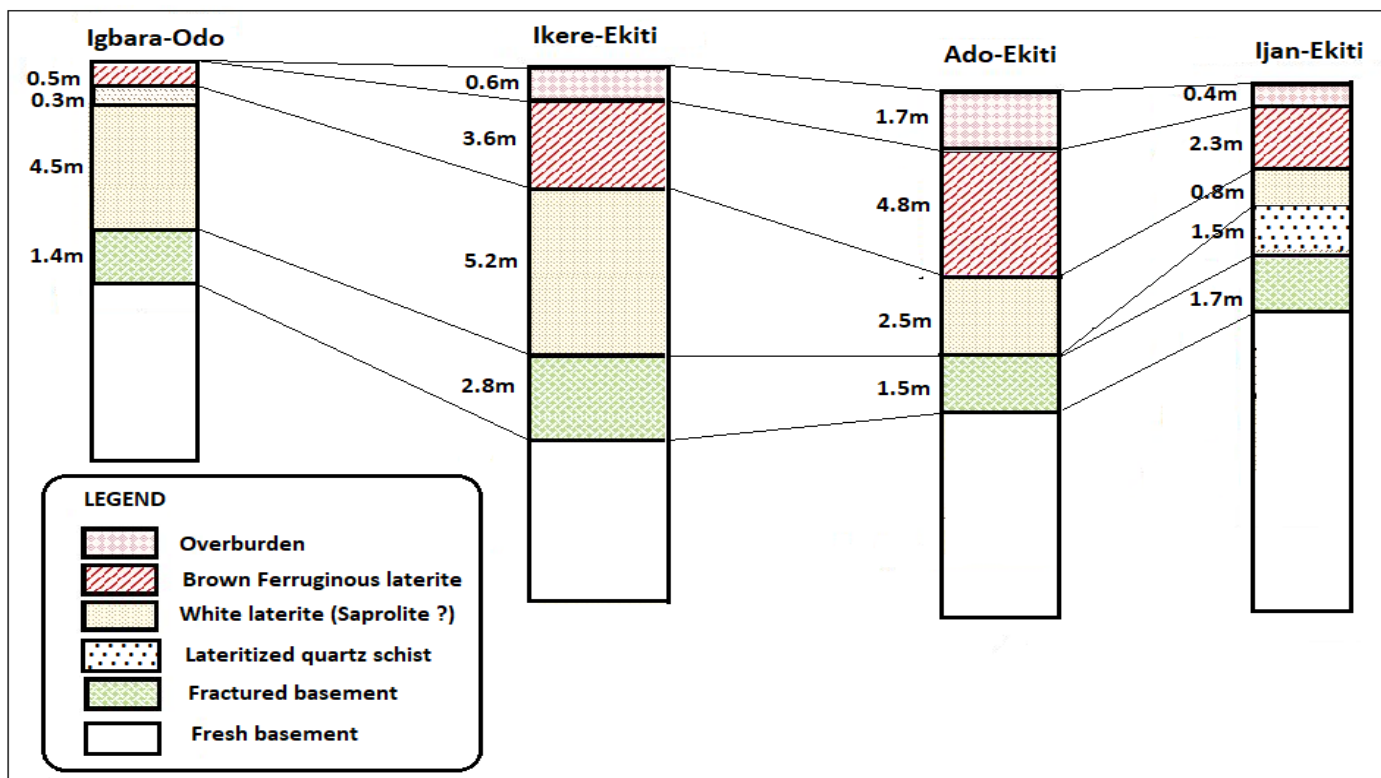 Igbara-Odo
0.5m
0.3m
4.5m
1.4m
Ikere-Ekiti
0.6m
3.6m
5.2m
2.8m
Ado-Ekiti
1.7m
4.8m
2.5m
1.5m
Ijan-Ekiti
0.4m
2.3m
0.8m
1.5m
1.7m
LEGEND
Overburden
Brown Ferruginous laterite
White laterite (Saprolite ?)
Lateritized quartz schist
Fractured basement
Fresh basement